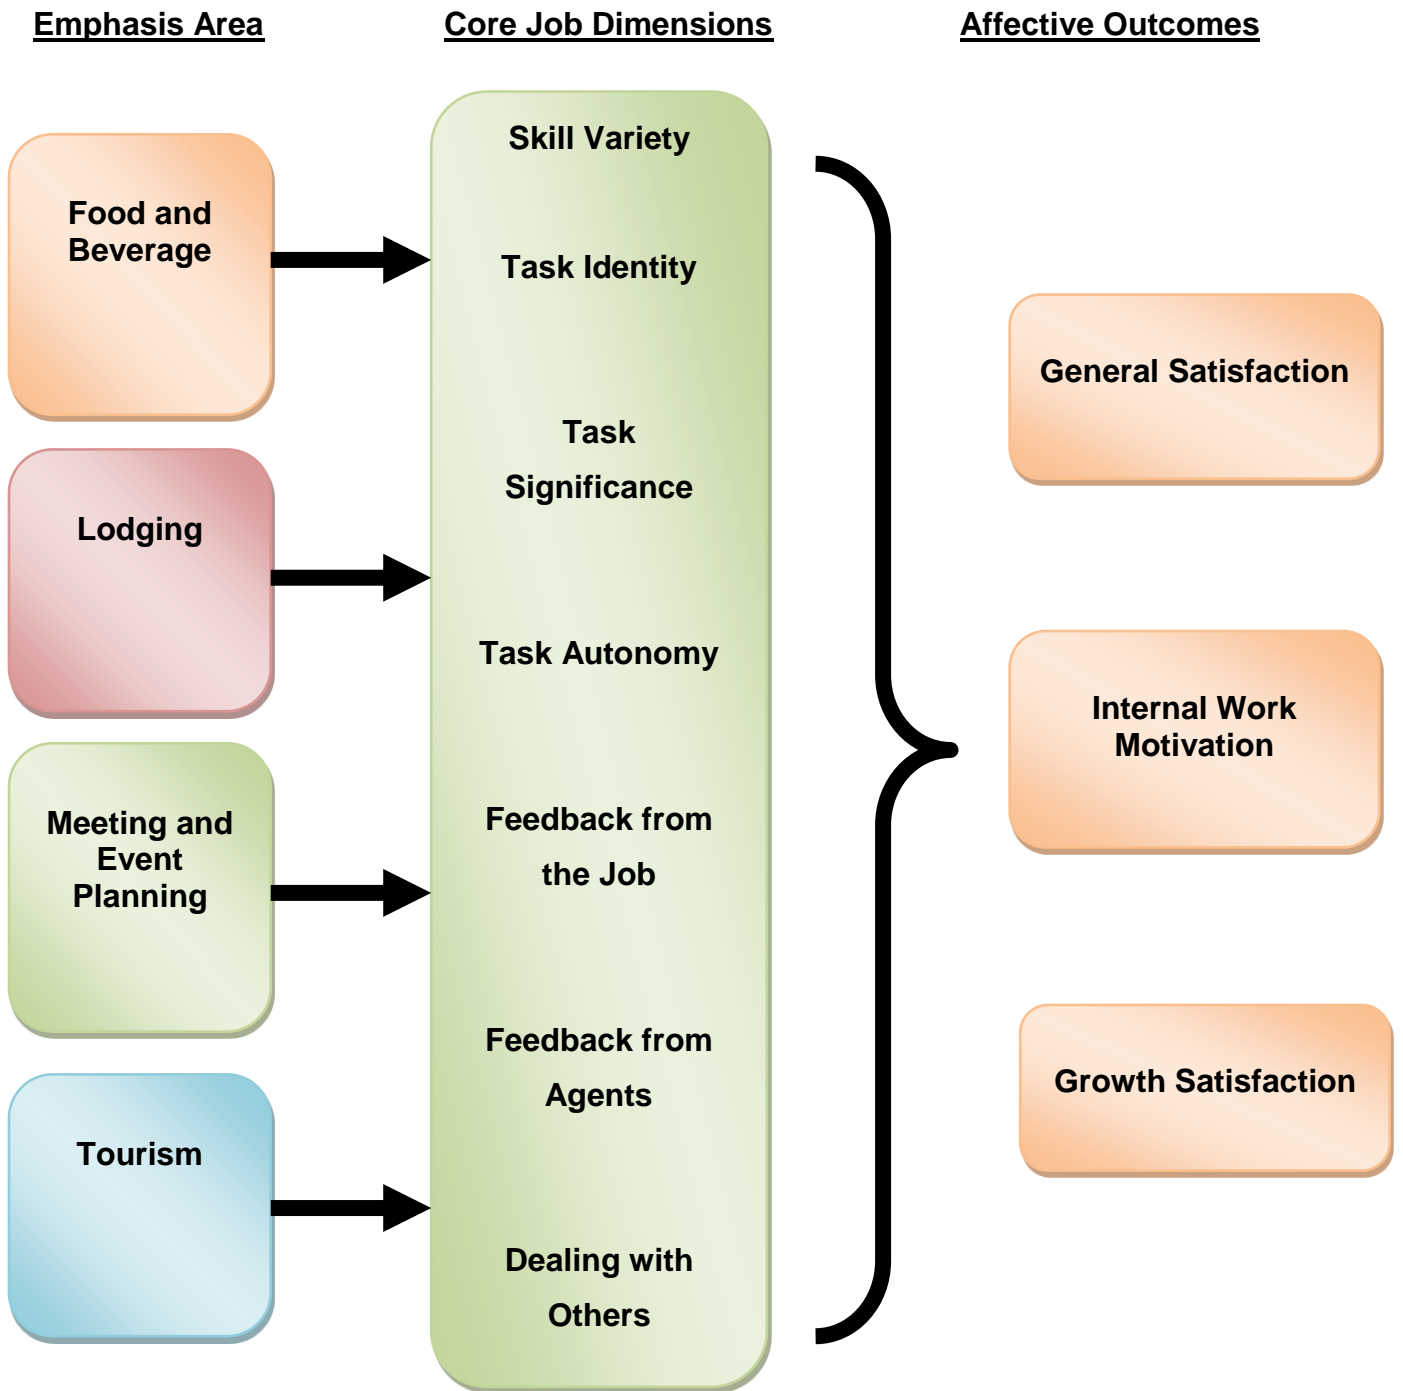 Emphasis Area
Core Job Dimensions
Affective Outcomes
Food and
Beverage
Lodging
Meeting and
Event
Planning
Tourism
Skill Variety
Task Identity
Task
Significance
Task Autonomy
Feedback from
the Job
Feedback from
Agents
Dealing with
Others
General Satisfaction
Internal Work
Motivation
Growth Satisfaction